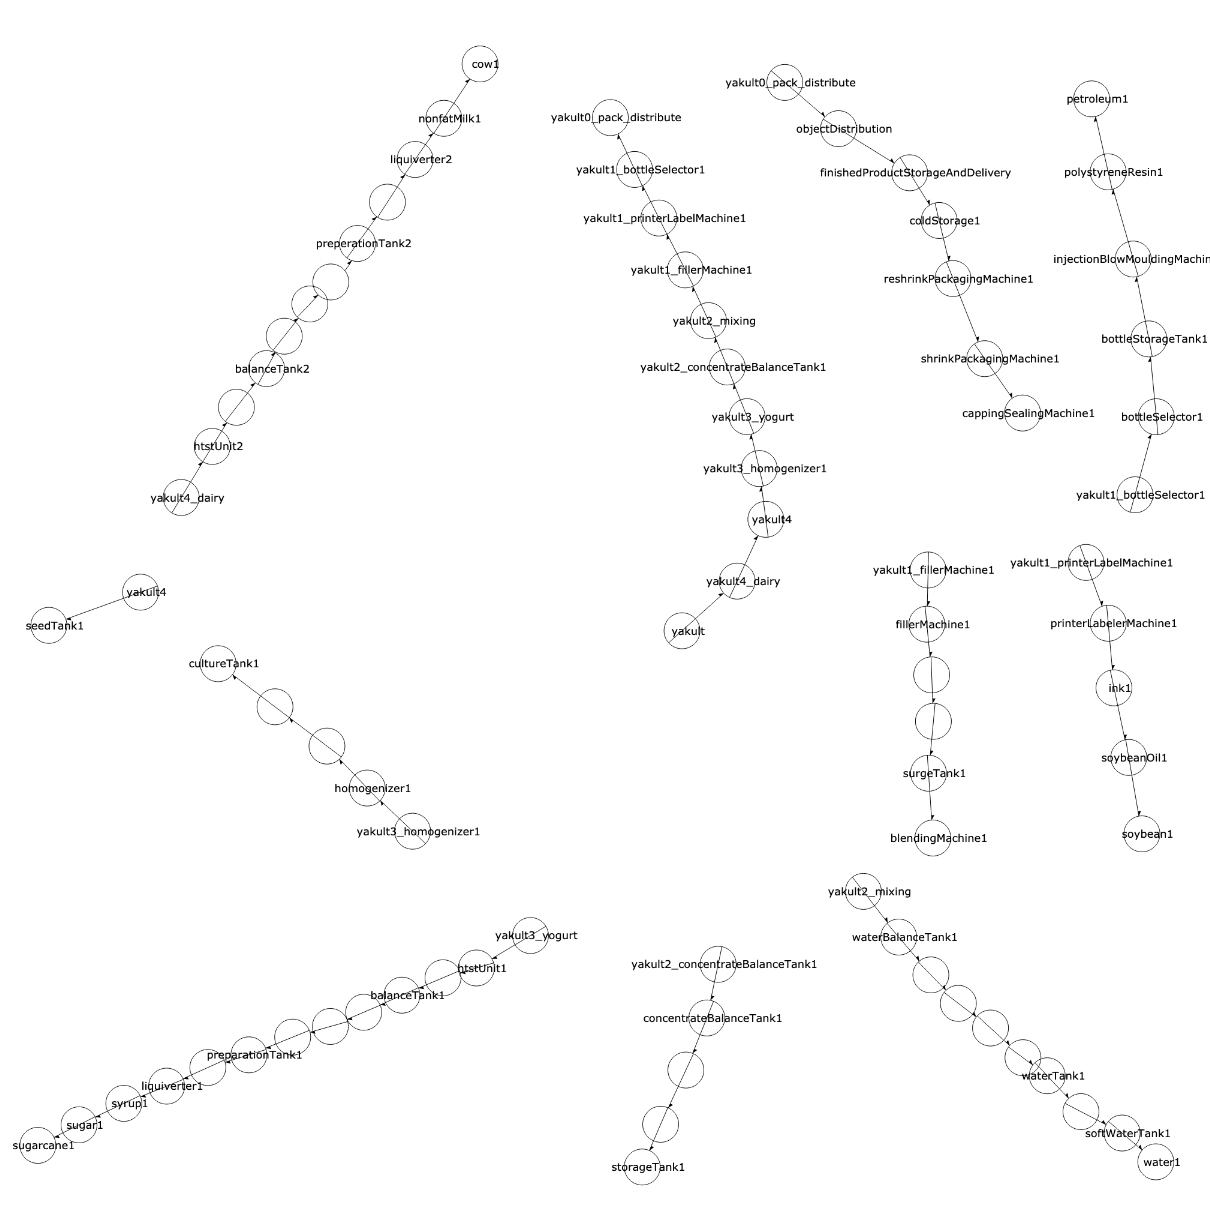 cow1
nonfatMilk1
liquiverter2
preperationTank2
balanceTank2
htstUnit2
yakult4_dairy
yakult0_pack_distribute
yakult1_bottleSelector1
yakult1_printerLabelMachine1
yakult1_fillerMachine1
yakult2_mixing
yakult2_concentrateBalanceTank1
yakult3_yogurt
yakult3_homogenizer1
yakult4
yakult4_dairy
yakult
yakult0_pack_distribute
objectDistribution
finishedProductStorageAndDelivery
coldStorage1
reshrinkPackagingMachine1
shrinkPackagingMachine1
cappingSealingMachine1
petroleum1
polystyreneResin1
injectionBlowMouldingMachin
bottleStorageTank1
bottleSelector1
yakult1_bottleSelector1
yakult4
seedTank1
cultureTank1
homogenizer1
yakult3_homogenizer1
yakult1_fillerMachine1
fillerMachine1
surgeTank1
blendingMachine1
yakult1_printerLabelMachine1
printerLabelerMachine1
ink1
soybeanOil1
soybean1
yakult3_yogurt
htstUnit1
balanceTank1
preparationTank1
liquiverter1
syrup1
sugar1
sugarcane1
yakult2_concentrateBalanceTank1
concentrateBalanceTank1
storageTank1
yakult2_mixing
waterBalanceTank1
waterTank1
softWaterTank1
water1